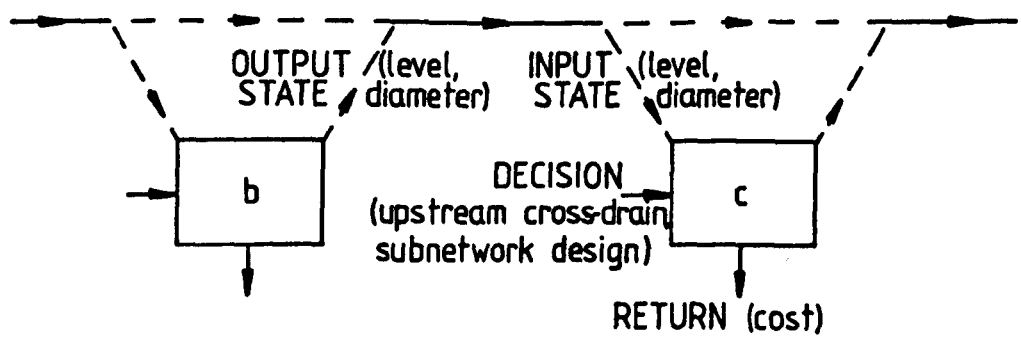 OUTPUT STATE (level, diameter)
INPUT STATE (level, diameter)
b
DECISION
(upstream cross-drain
subnetwork design)
c
RETURN (cost)